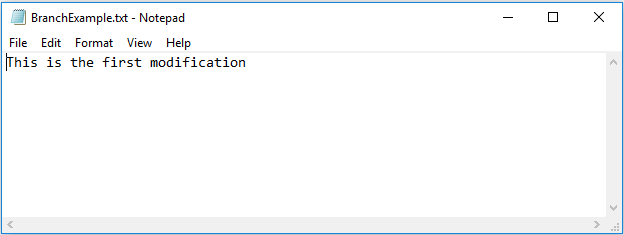 BranchExample.txt - Notepad
File Edit Format View Help
This is the first modification